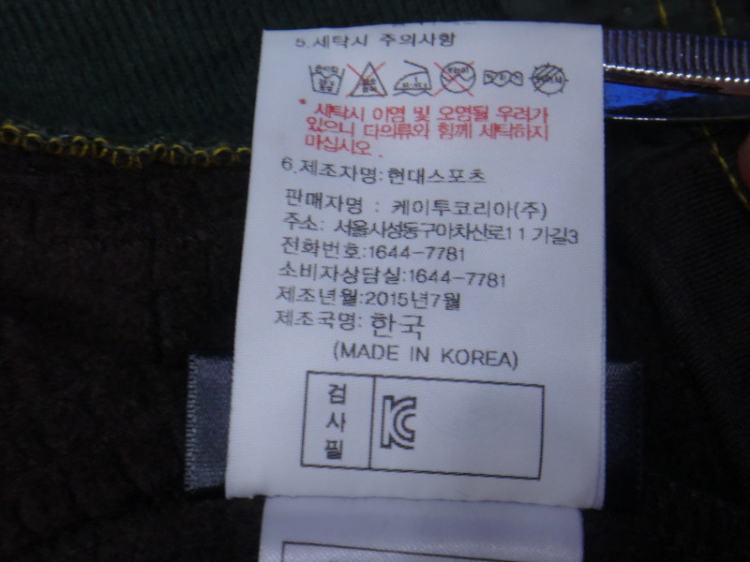 5.세탁시 주의사항
* 세탁시 이염 및 오염될 우려가
있으니 다의류와 함께 세탁하지
마십시오 .
6.제조자명:현대스포츠
판매자명 : 케이투코리아(주)
주소: 서울시성동구아차산로11 가길3
전화번호:1644-7781
소비자상담실:1644-7781
제조년월:2015년7월
제조국명: 한국
(MADE IN KOREA)
검
사
필
KC